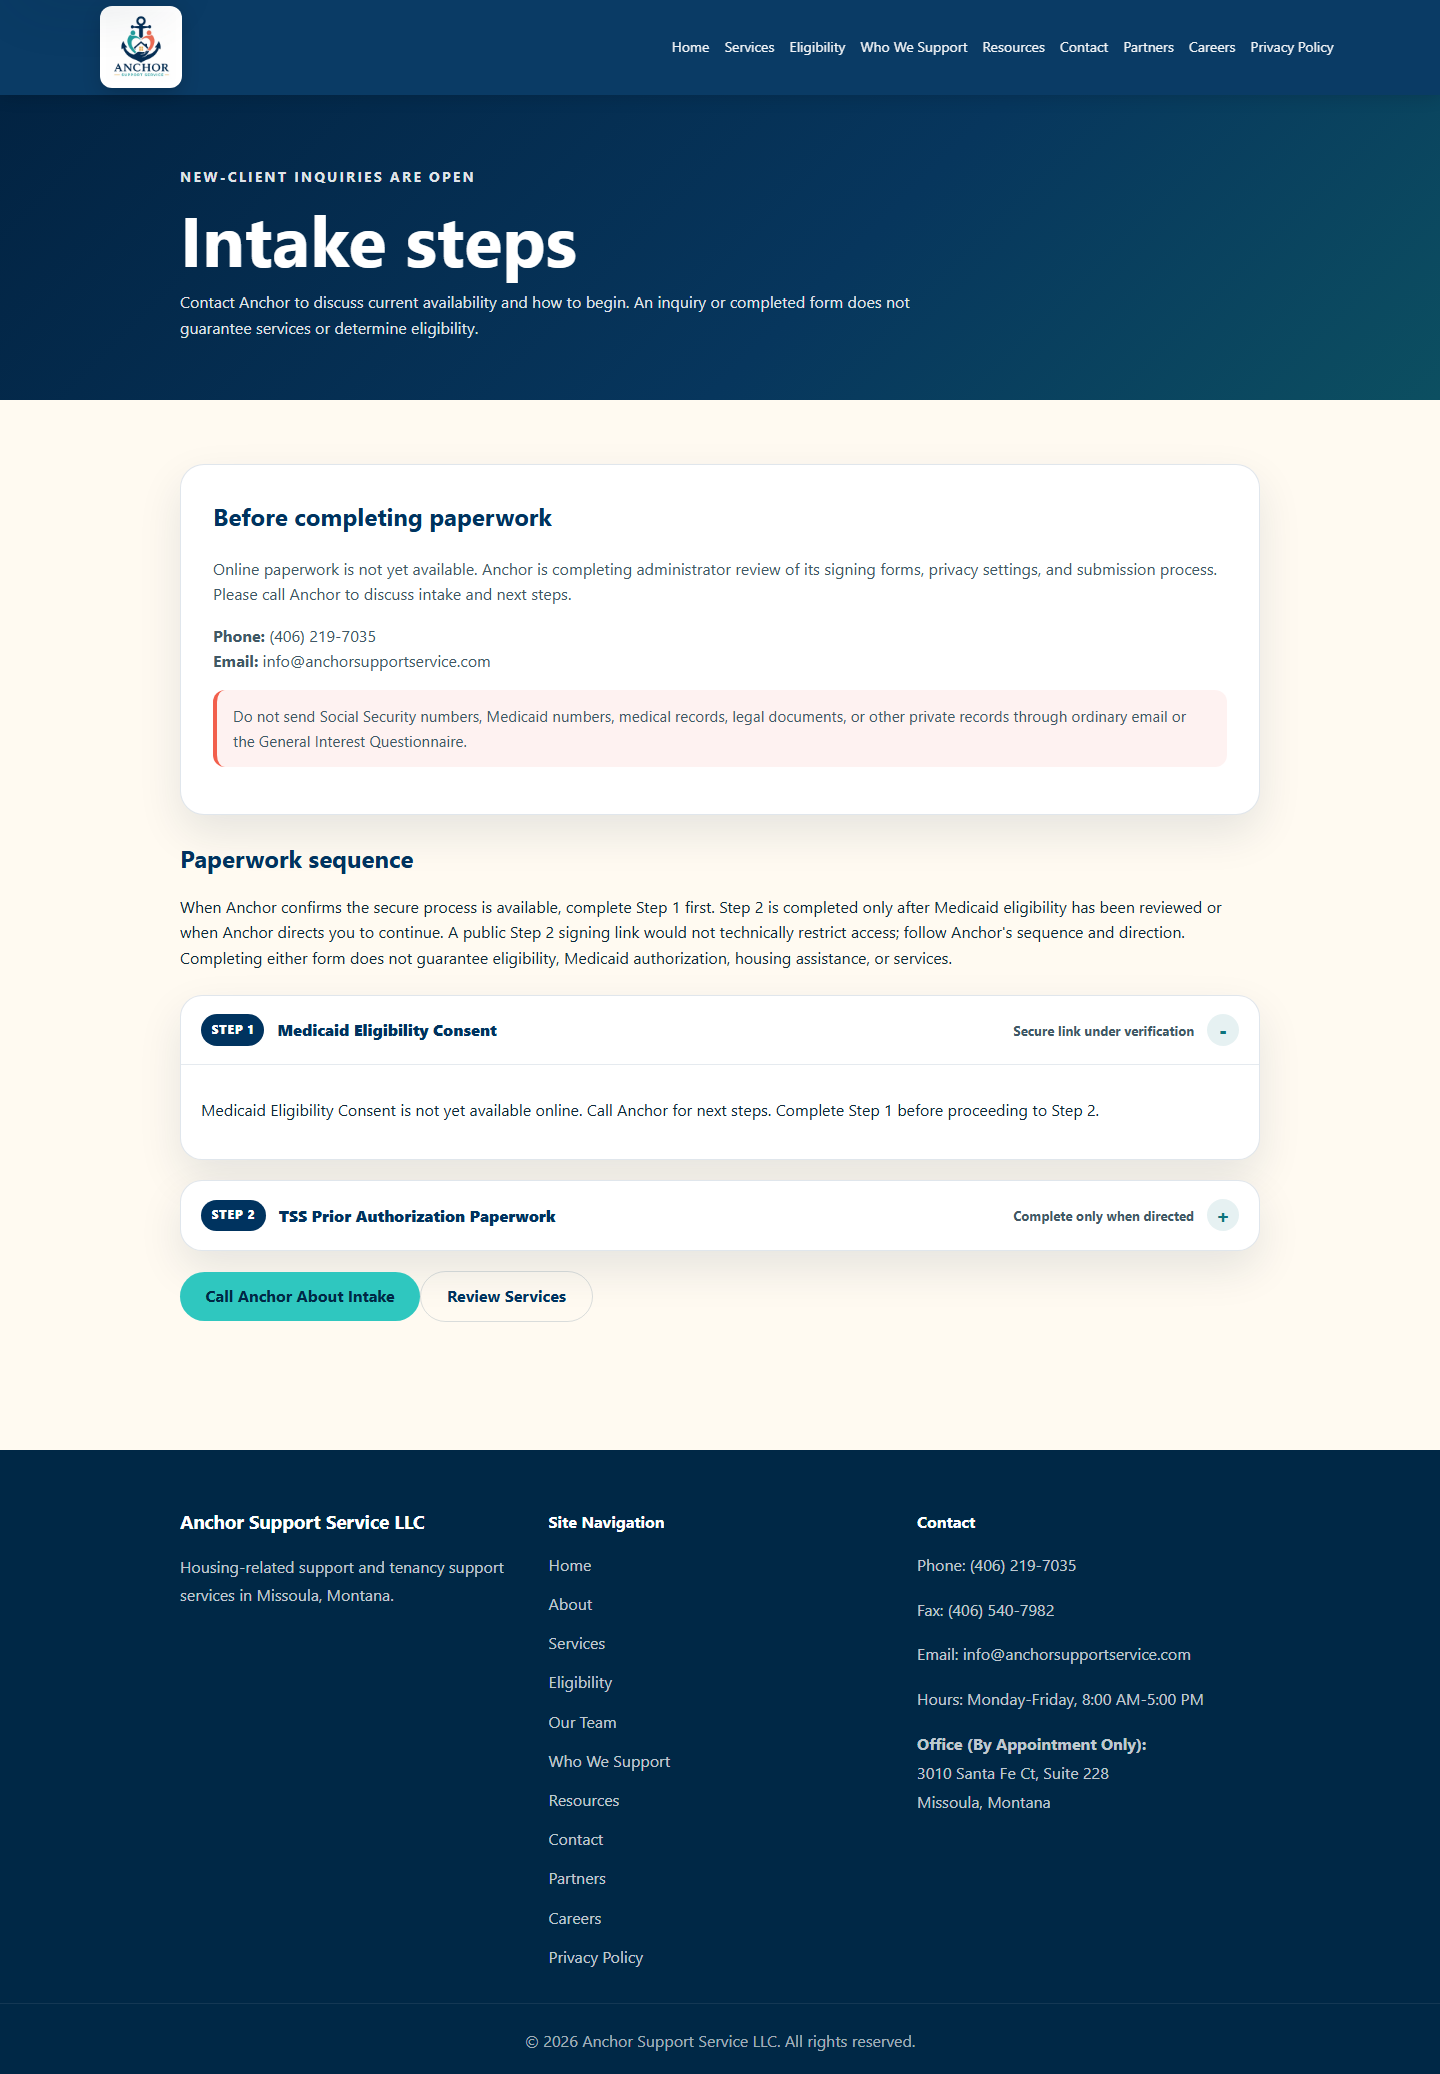 ANCHOR
SUPPORT SERVICE
Home Services Eligibility Who We Support Resources Contact Partners Careers Privacy Policy
NEW-CLIENT INQUIRIES ARE OPEN
Intake steps
Contact Anchor to discuss current availability and how to begin. An inquiry or completed form does not
guarantee services or determine eligibility.
Before completing paperwork
Online paperwork is not yet available. Anchor is completing administrator review of its signing forms, privacy settings, and submission process.
Please call Anchor to discuss intake and next steps.
Phone: (406) 219-7035
Email: info@anchorsupportservice.com
Do not send Social Security numbers, Medicaid numbers, medical records, legal documents, or other private records through ordinary email or
the General Interest Questionnaire.
Paperwork sequence
When Anchor confirms the secure process is available, complete Step 1 first. Step 2 is completed only after Medicaid eligibility has been reviewed or
when Anchor directs you to continue. A public Step 2 signing link would not technically restrict access; follow Anchor's sequence and direction.
Completing either form does not guarantee eligibility, Medicaid authorization, housing assistance, or services.
STEP 1 Medicaid Eligibility Consent Secure link under verification -
Medicaid Eligibility Consent is not yet available online. Call Anchor for next steps. Complete Step 1 before proceeding to Step 2.
STEP 2 TSS Prior Authorization Paperwork Complete only when directed +
Call Anchor About Intake Review Services
Anchor Support Service LLC
Housing-related support and tenancy support
services in Missoula, Montana.
Site Navigation
Home
About
Services
Eligibility
Our Team
Who We Support
Resources
Contact
Partners
Careers
Privacy Policy
Contact
Phone: (406) 219-7035
Fax: (406) 540-7982
Email: info@anchorsupportservice.com
Hours: Monday-Friday, 8:00 AM-5:00 PM
Office (By Appointment Only):
3010 Santa Fe Ct, Suite 228
Missoula, Montana
© 2026 Anchor Support Service LLC. All rights reserved.